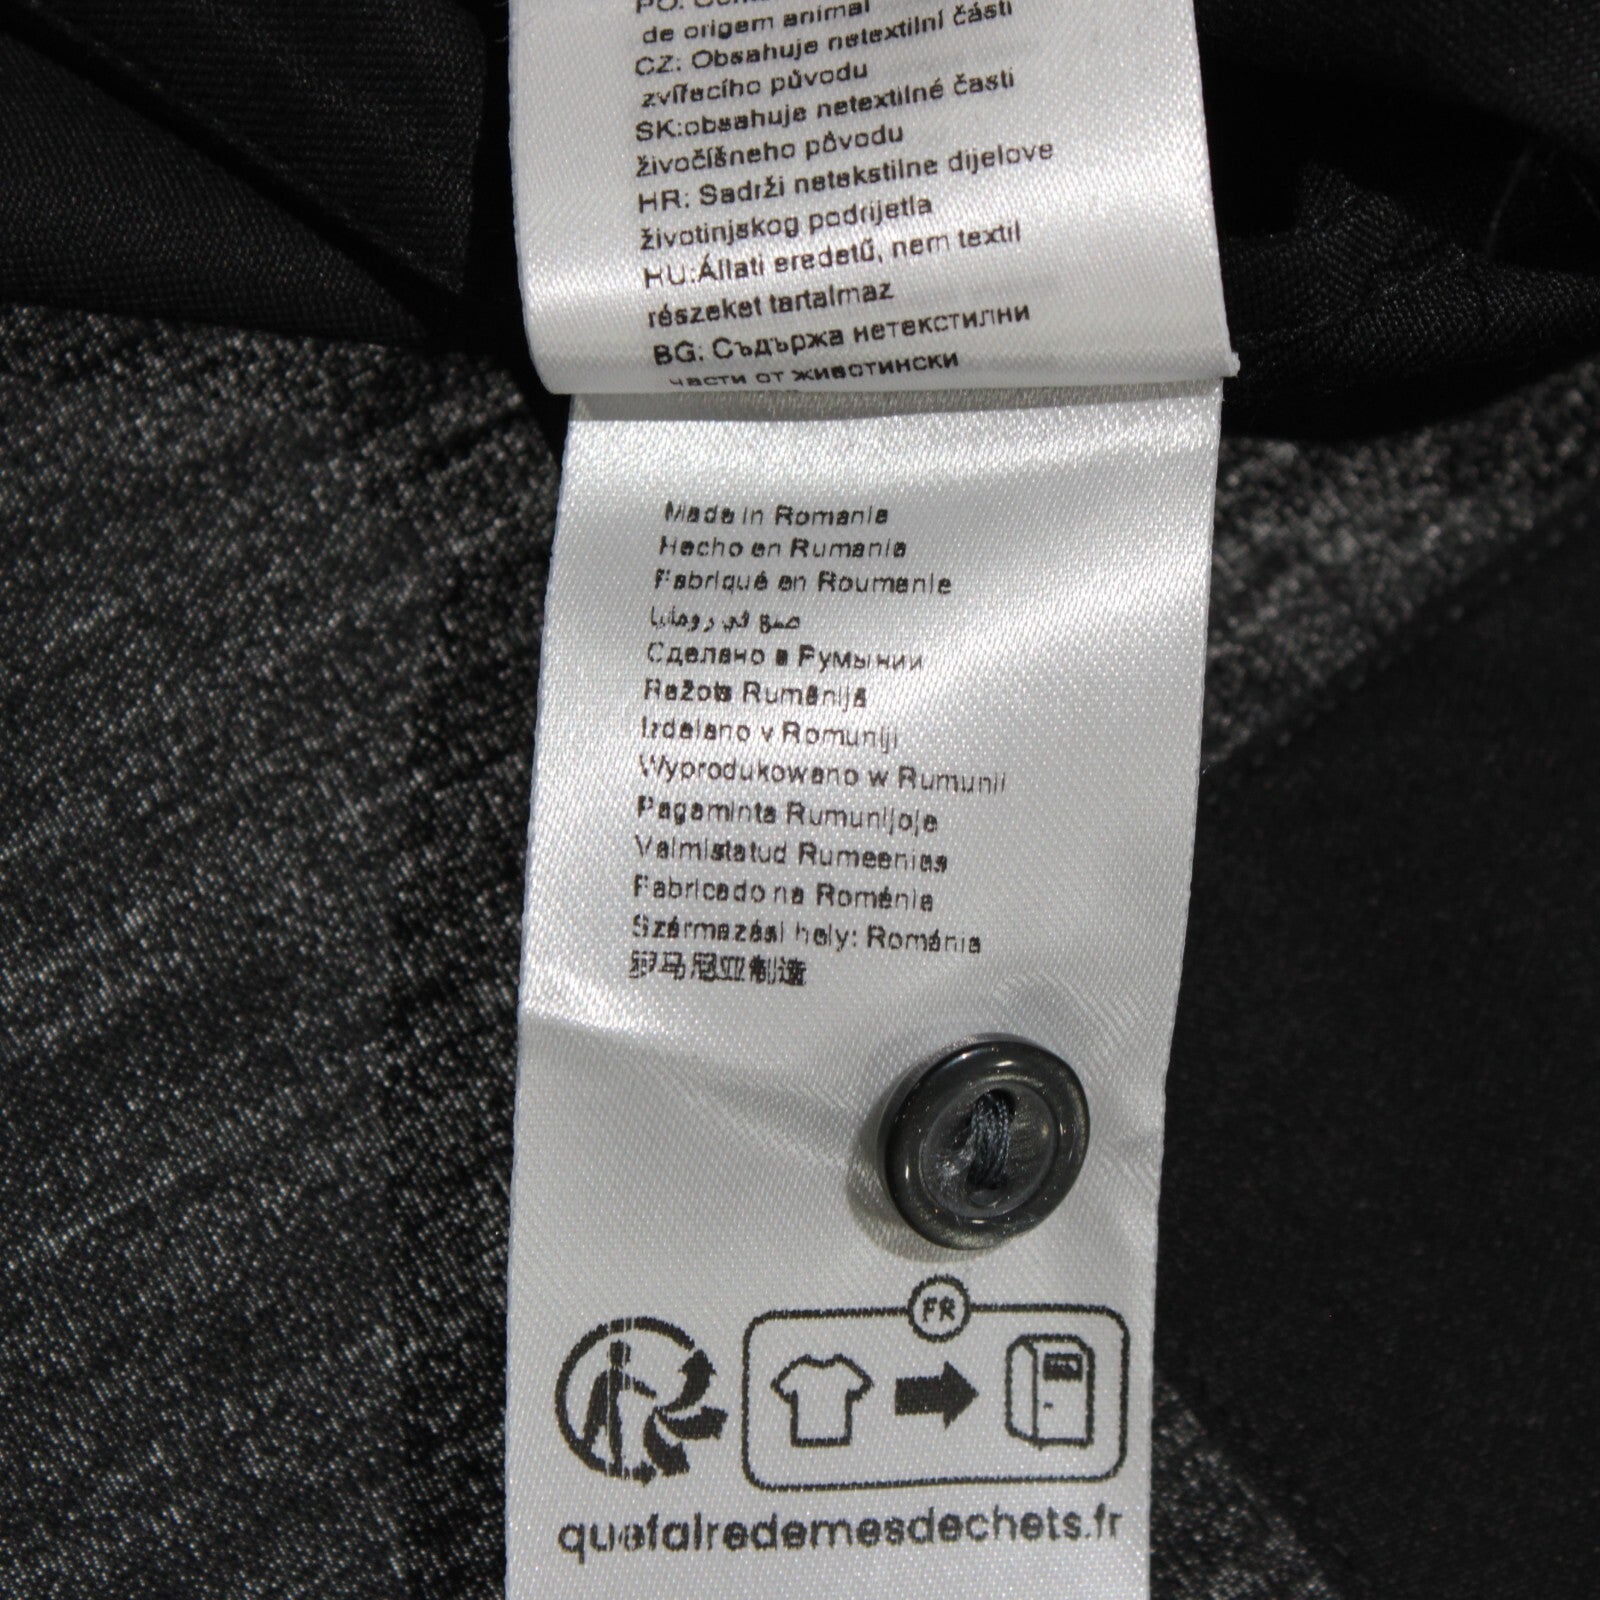 de origem animal
CZ: Obsahuje netextilní části
zvířecího původu
SK:obsahuje netextilné časti
živočíšneho pôvodu
HR: Sadrži netekstilne dijelove
životinjskog podrijetla
HU:Állati eredetű, nem textil
részeket tartalmaz
BG: Съдържа нетекстилни
части от животински
Made in Romania
Hecho en Rumania
Fabriqué en Roumanie
صنع في رومانيا
Сделано в Румынии
Ražots Rumānijā
Izdelano v Romuniji
Wyprodukowano w Rumunii
Pagaminta Rumunijoje
Valmistatud Rumeenias
Fabricado na Roménia
Származási hely: Románia
罗马尼亚制造
FR
quefairedemesdechets.fr